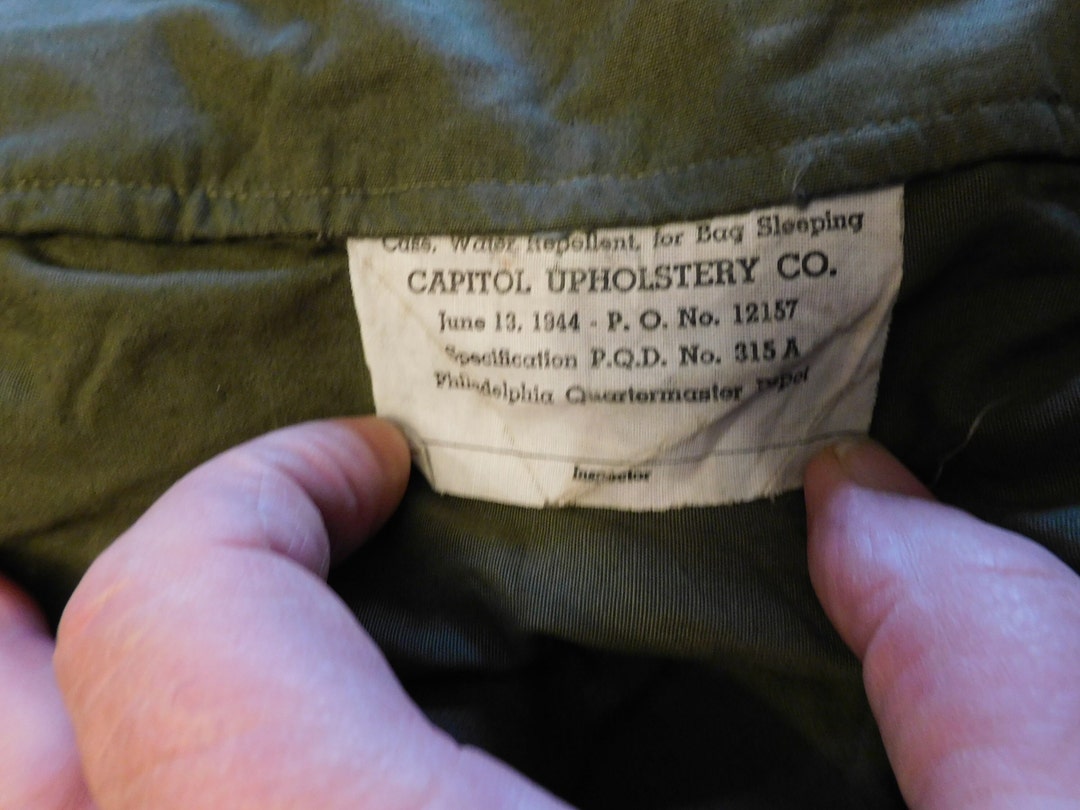 Case, Water Repellent, for Bag Sleeping
CAPITOL UPHOLSTERY CO.
June 13, 1944 - P. O. No. 12157
Specification P.Q.D. No. 315 A
Philadelphia Quartermaster Depot
Inspector